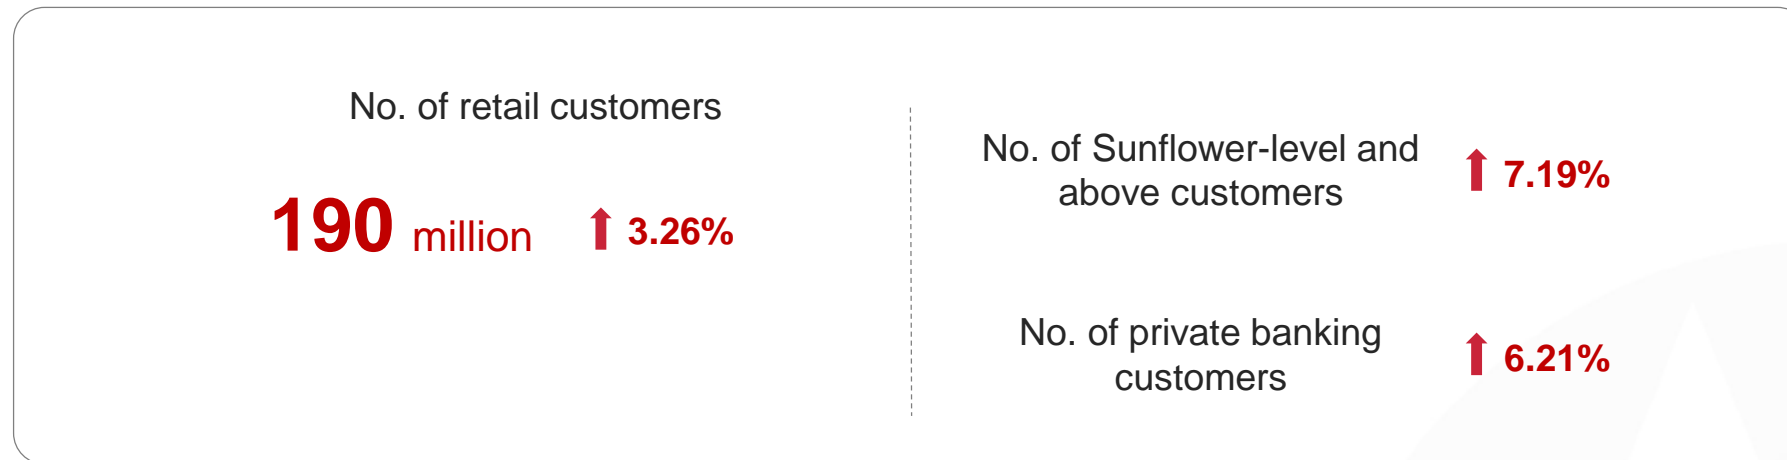 No. of retail customers
190 million 3.26%
No. of Sunflower-level and
above customers
7.19%
No. of private banking
customers
6.21%